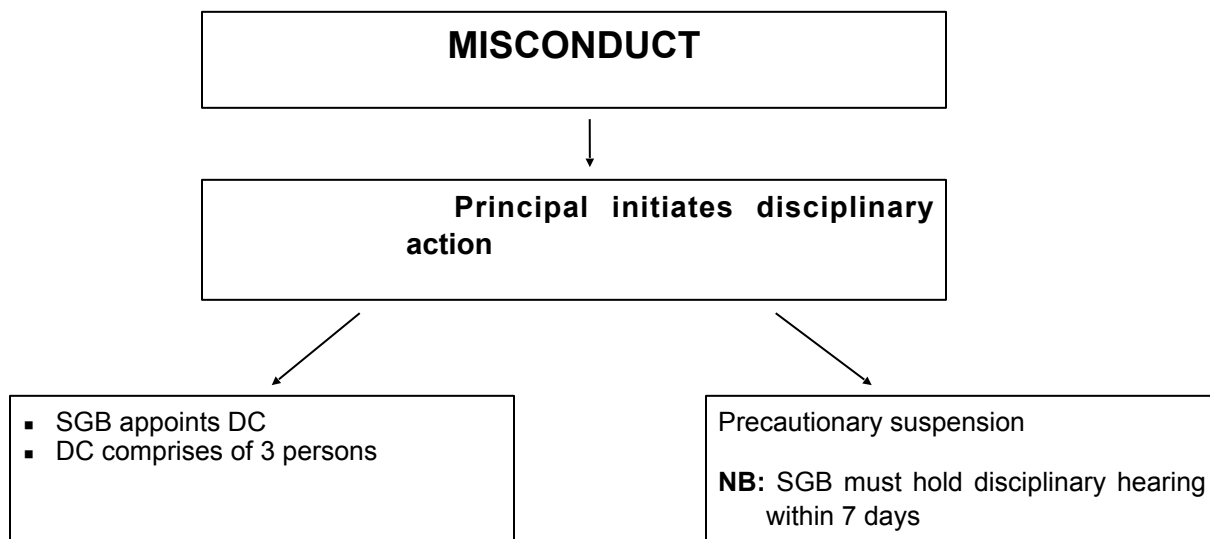 MISCONDUCT
Principal initiates disciplinary
action
▪ SGB appoints DC
▪ DC comprises of 3 persons
Precautionary suspension
NB: SGB must hold disciplinary hearing
within 7 days